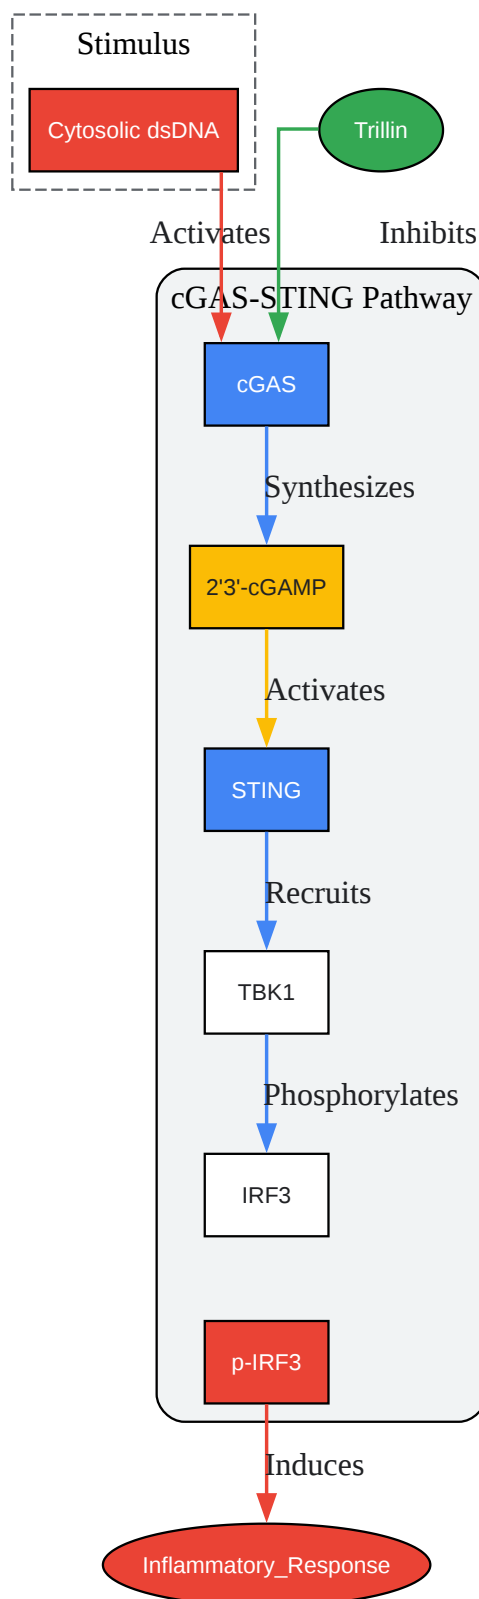 Stimulus
Cytosolic dsDNA
Trillin
Activates
Inhibits
cGAS-STING Pathway
cGAS
Synthesizes
2'3'-cGAMP
Activates
STING
Recruits
TBK1
Phosphorylates
IRF3
p-IRF3
Induces
Inflammatory_Response